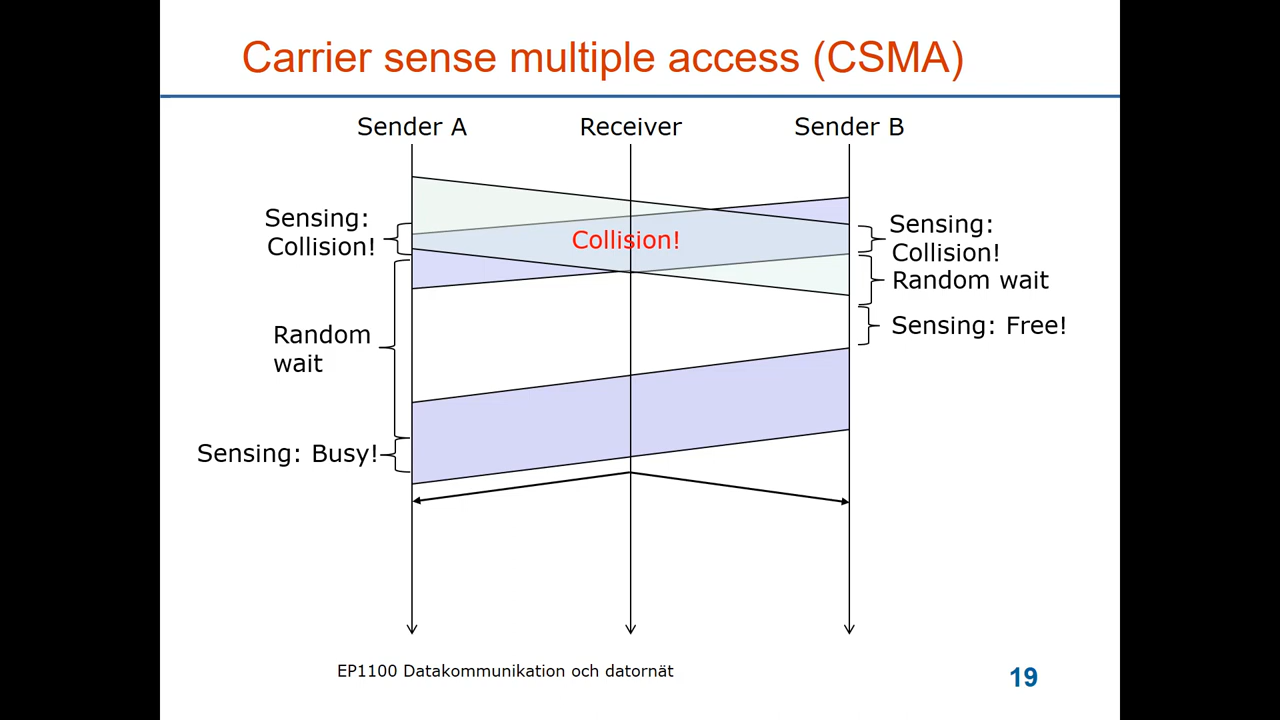 Carrier sense multiple access (CSMA)
Sender A
Receiver
Sender B
Sensing:
Collision!
Collision!
Sensing:
Collision!
Random wait
Sensing: Free!
Random
wait
Sensing: Busy!
EP1100 Datakommunikation och datornät
19